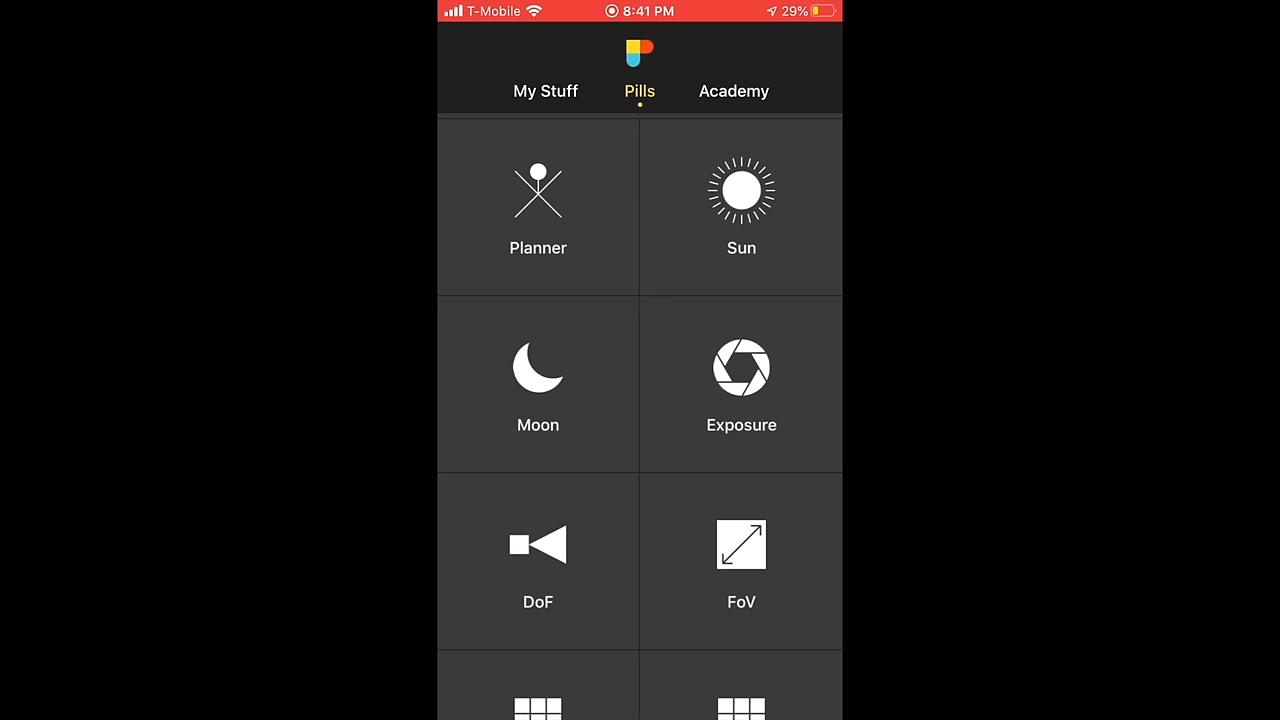 T-Mobile 8:41 PM 29%
My Stuff Pills Academy
Planner Sun
Moon Exposure
DoF FoV